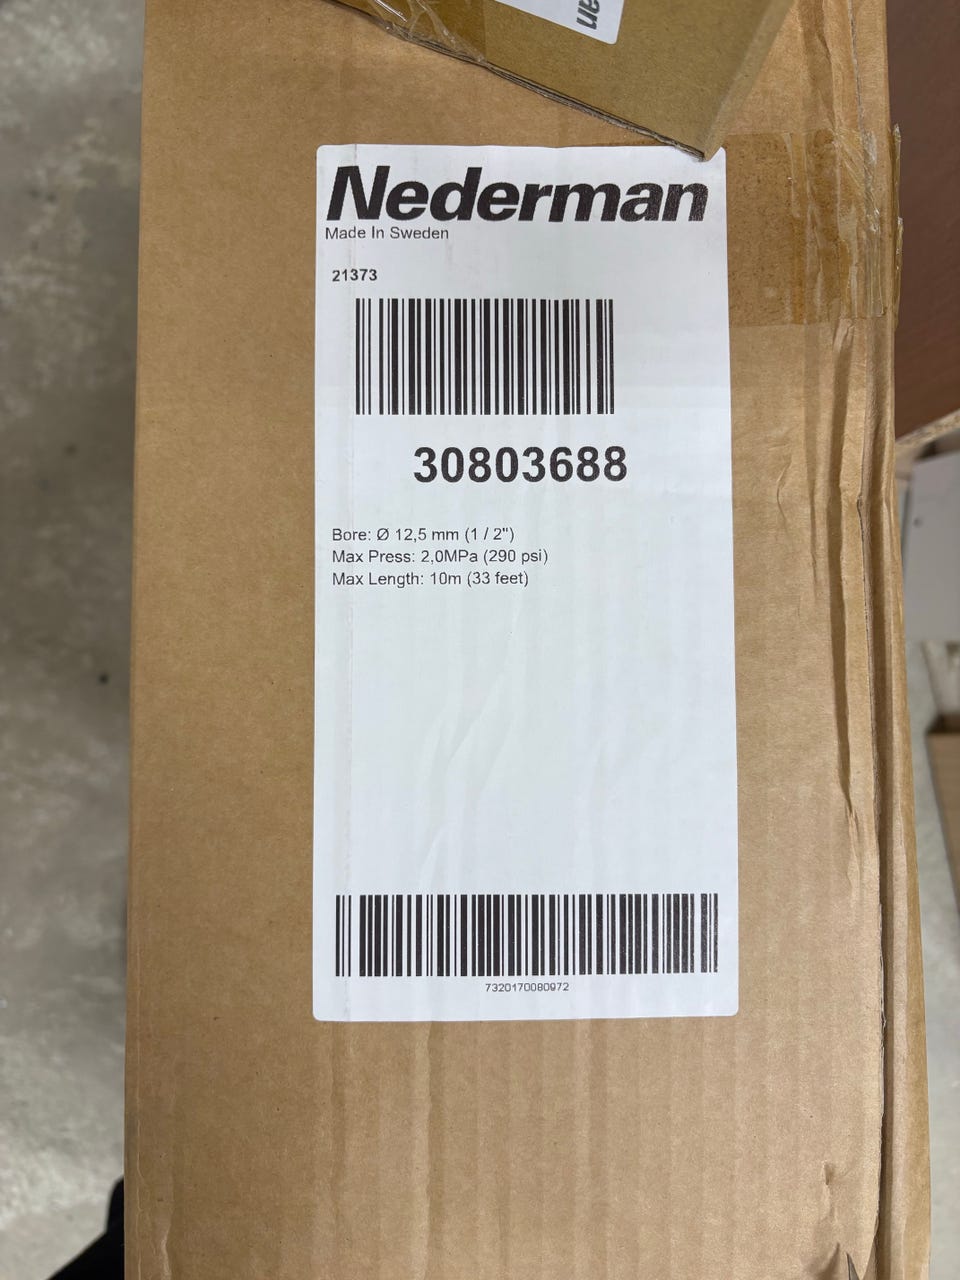 an
Nederman
Made In Sweden
21373
30803688
Bore: Ø 12,5 mm (1 / 2")
Max Press: 2,0MPa (290 psi)
Max Length: 10m (33 feet)
7320170080972